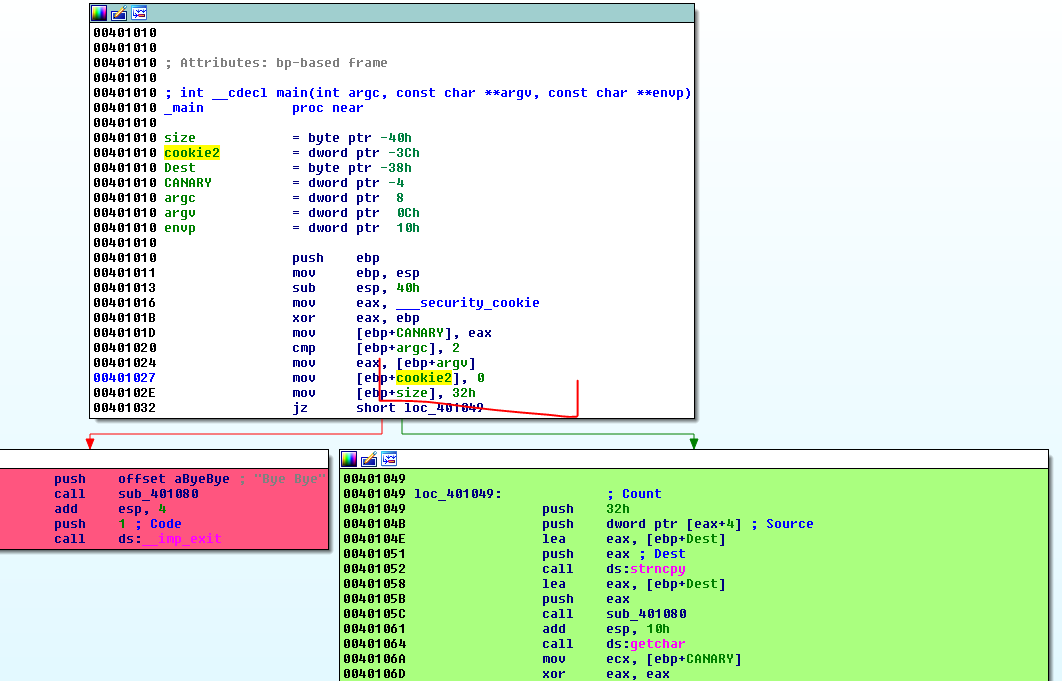 00401010
00401010
00401010 ; Attributes: bp-based frame
00401010
00401010 ; int __cdecl main(int argc, const char **argv, const char **envp)
00401010 _main proc near
00401010
00401010 size = byte ptr -40h
00401010 cookie2 = dword ptr -3Ch
00401010 Dest = byte ptr -38h
00401010 CANARY = dword ptr -4
00401010 argc = dword ptr 8
00401010 argv = dword ptr 0Ch
00401010 envp = dword ptr 10h
00401010
00401010 push ebp
00401011 mov ebp, esp
00401013 sub esp, 40h
00401016 mov eax, ___security_cookie
0040101B xor eax, ebp
0040101D mov [ebp+CANARY], eax
00401020 cmp [ebp+argc], 2
00401024 mov eax, [ebp+argv]
00401027 mov [ebp+cookie2], 0
0040102E mov [ebp+size], 32h
00401032 jz short loc_401049
push offset aByeBye ; "Bye Bye"
call sub_401080
add esp, 4
push 1 ; Code
call ds:__imp_exit
00401049
00401049 loc_401049: ; Count
00401049 push 32h
0040104B push dword ptr [eax+4] ; Source
0040104E lea eax, [ebp+Dest]
00401051 push eax ; Dest
00401052 call ds:strncpy
00401058 lea eax, [ebp+Dest]
0040105B push eax
0040105C call sub_401080
00401061 add esp, 10h
00401064 call ds:getchar
0040106A mov ecx, [ebp+CANARY]
0040106D xor eax, eax